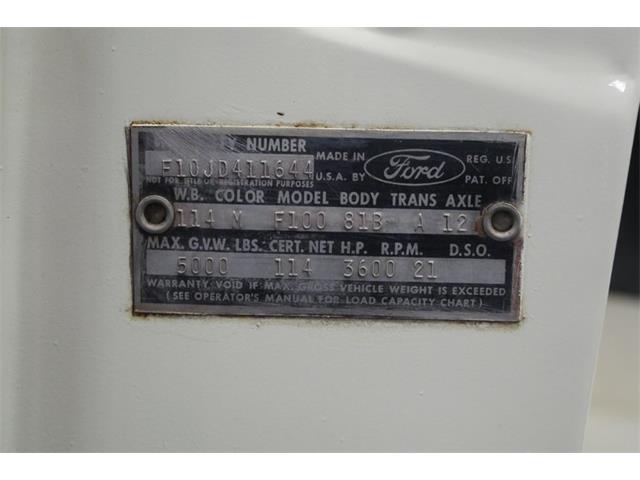 NUMBER
F10JD411644
NOT FOR TITLE OR REGISTRATION PURPOSES
MADE IN
U.S.A. BY
Ford
REG. U.S.
PAT. OFF.
W.B. COLOR MODEL BODY TRANS AXLE
114 M F100 81B A 12
MAX. G.V.W. LBS. CERT. NET H.P. R.P.M. D.S.O.
5000 114 3600 21
WARRANTY VOID IF MAX. GROSS VEHICLE WEIGHT IS EXCEEDED
(SEE OPERATOR'S MANUAL FOR LOAD CAPACITY CHART)